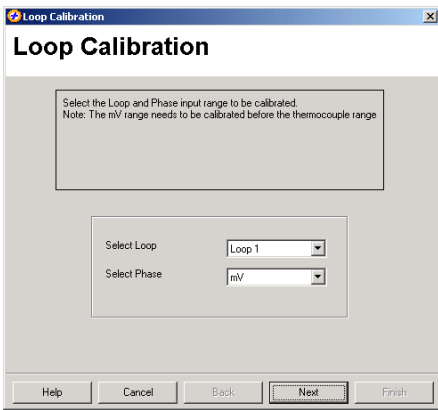 Loop Calibration
Loop Calibration
Select the Loop and Phase input range to be calibrated.
Note: The mV range needs to be calibrated before the thermocouple range
Select Loop
Loop 1
Select Phase
mV
Help
Cancel
Back
Next
Finish